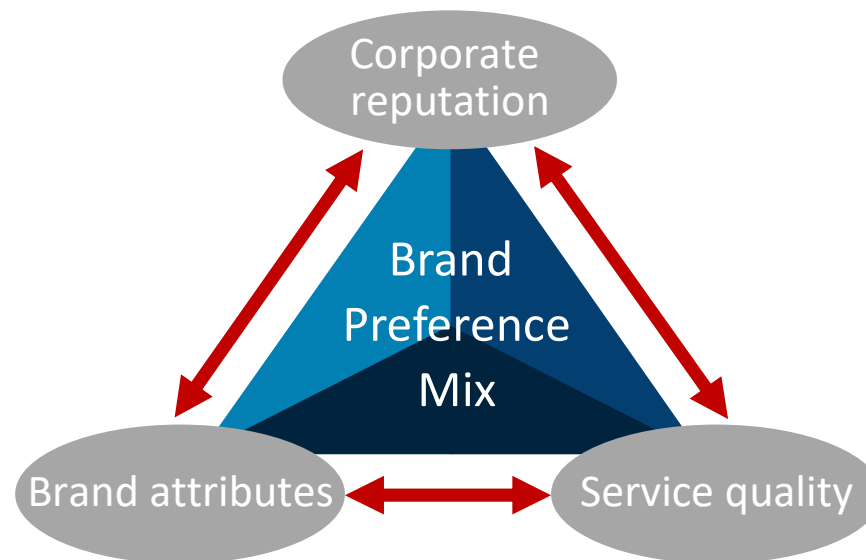 Corporate
reputation
Brand
Preference
Mix
Brand attributes
Service quality